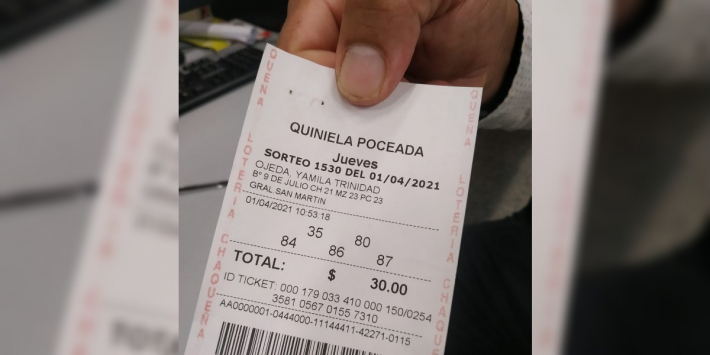 QUINIELA POCEADA
Jueves
SORTEO 1530 DEL 01/04/2021
OJEDA, YAMILA TRINIDAD
Bº 9 DE JULIO CH 21 MZ 23 PC 23
GRAL SAN MARTIN
01/04/2021 10:53:18
35 80
84 86 87
TOTAL: $ 30.00
ID TICKET: 000 179 033 410 000 150/0254
3581 0567 0155 7310
AA0000001-0444000-11144411-42271-0115
QUEÑA LOTERIA CHAQUEÑA
QUEÑA LOTERIA CHAQUEÑA